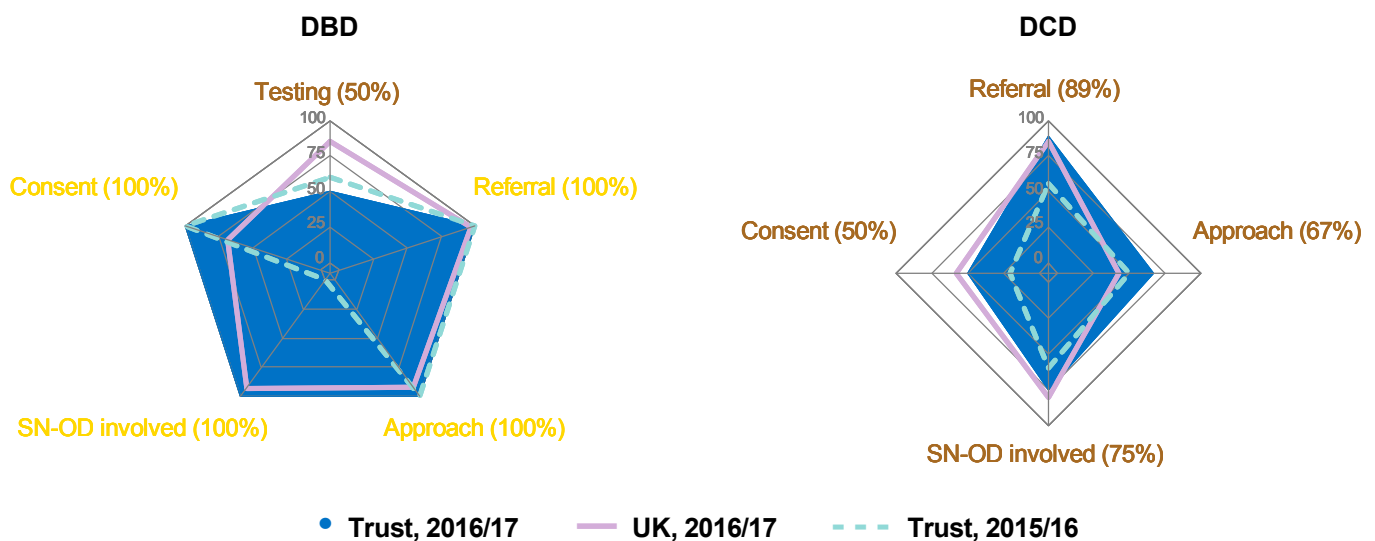 DBD
Testing (50%)
100
75
50
25
0
Consent (100%)
Referral (100%)
SN-OD involved (100%)
Approach (100%)
DCD
Referral (89%)
100
75
50
25
0
Consent (50%)
Approach (67%)
SN-OD involved (75%)
Trust, 2016/17
UK, 2016/17
Trust, 2015/16